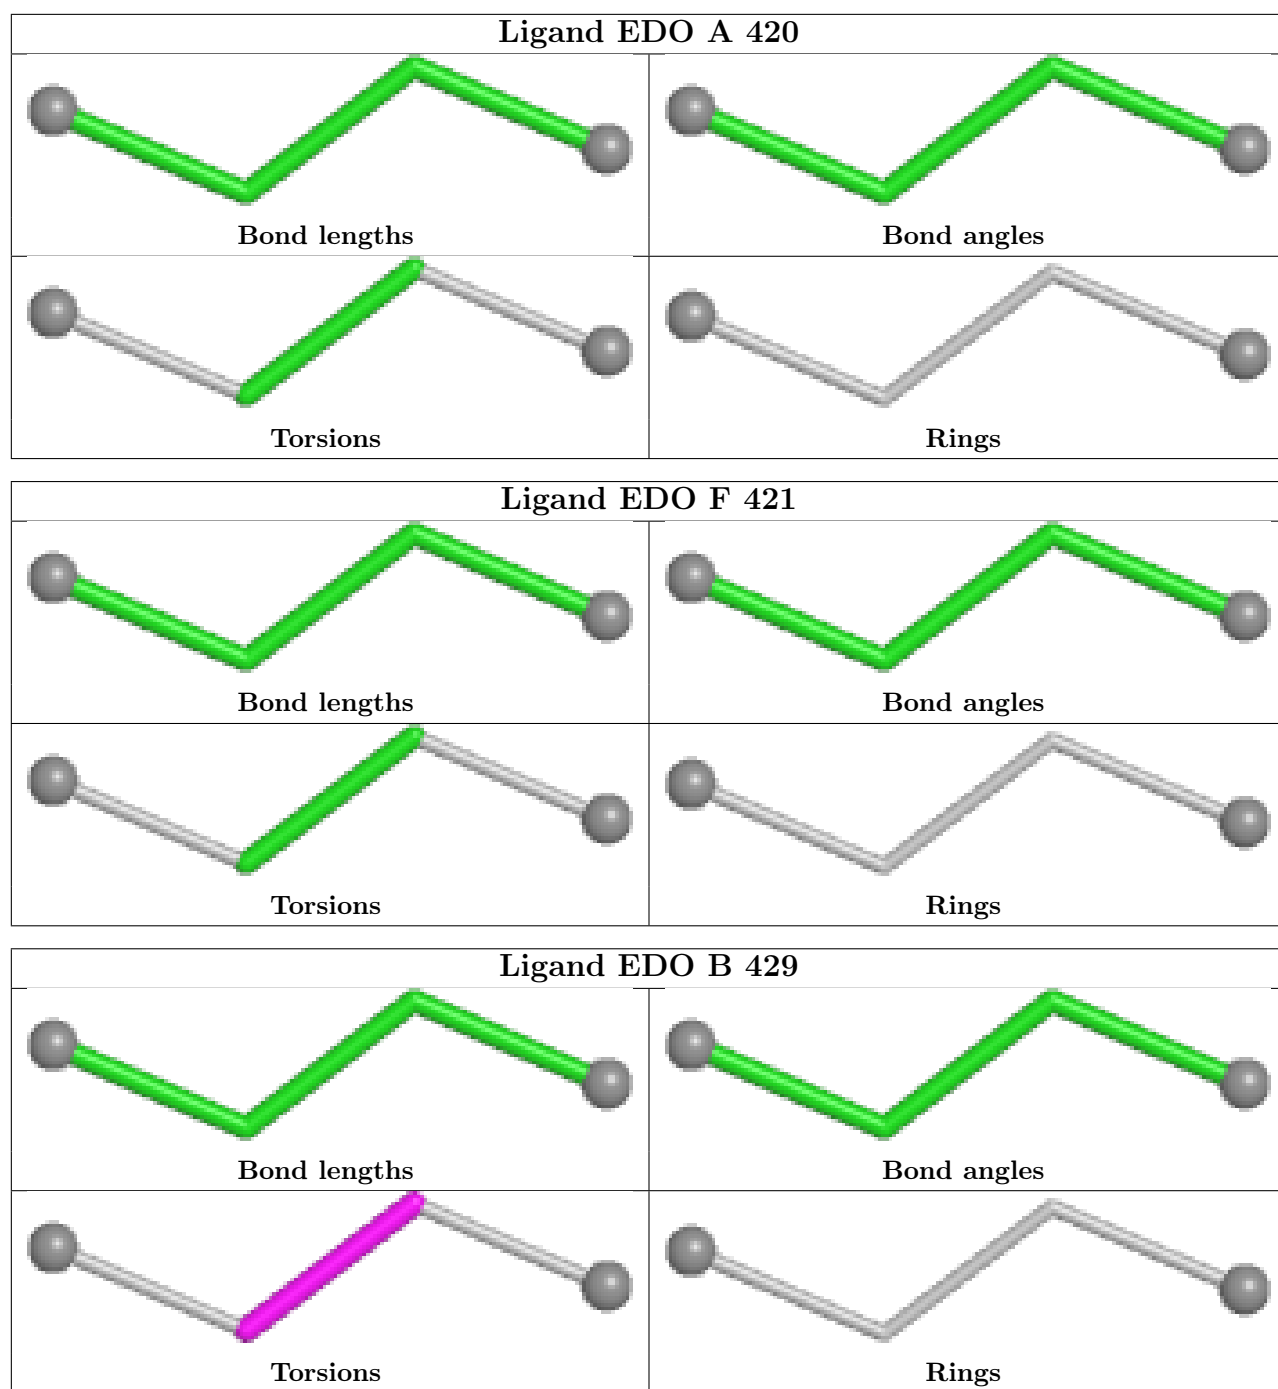 Ligand EDO A 420
Bond lengths
Bond angles
Torsions
Rings
Ligand EDO F 421
Bond lengths
Bond angles
Torsions
Rings
Ligand EDO B 429
Bond lengths
Bond angles
Torsions
Rings